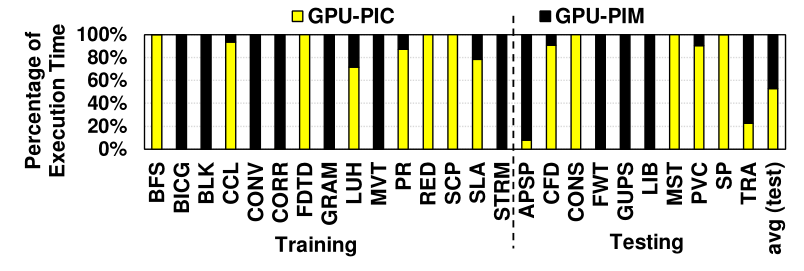 GPU-PIC GPU-PIM
Percentage of
Execution Time
100%
80%
60%
40%
20%
0%
BFS
BICG
BLK
CCL
CONV
CORR
FDTD
GRAM
LUH
MVT
PR
RED
SCP
SLA
STRM
APSP
CFD
CONS
FWT
GUPS
LIB
MST
PVC
SP
TRA
avg (test)
Training
Testing